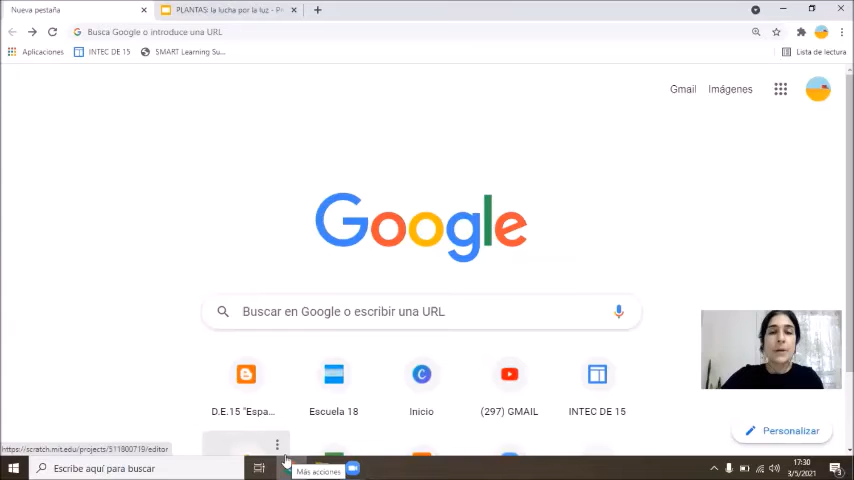 Nueva pestaña
PLANTAS: la lucha por la luz - P
Busca Google o introduce una URL
Aplicaciones
INTEC DE 15
SMART Learning Su...
Lista de lectura
Gmail
Imágenes
Google
Buscar en Google o escribir una URL
D.E.15 "Espa...
Escuela 18
Inicio
(297) GMAIL
INTEC DE 15
Personalizar
https://scratch.mit.edu/projects/511800719/editor
Escribe aquí para buscar
Más acciones
17:30
3/5/2021